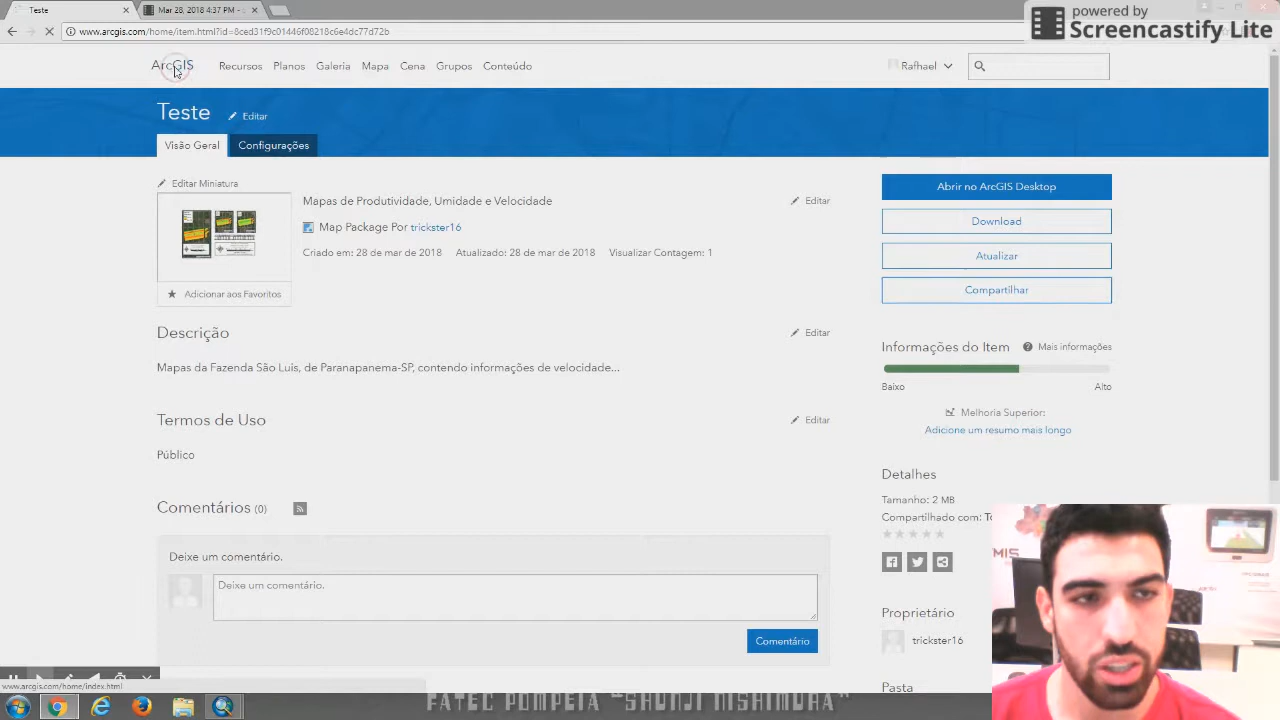 Teste
Mar 28, 2018 4:37 PM -
powered by
Screencastify Lite
www.arcgis.com/home/item.html?id=8ced31f9c01446f08218c6e4dc77d72b
ArcGIS Recursos Planos Galeria Mapa Cena Grupos Conteúdo Rafhael
Teste Editar
Visão Geral Configurações
Editar Miniatura
Mapas de Produtividade, Umidade e Velocidade Editar
Map Package Por trickster16
Criado em: 28 de mar de 2018 Atualizado: 28 de mar de 2018 Visualizar Contagem: 1
Adicionar aos Favoritos
Abrir no ArcGIS Desktop
Download
Atualizar
Compartilhar
Descrição Editar
Mapas da Fazenda São Luis, de Paranapanema-SP, contendo informações de velocidade...
Informações do Item Mais informações
Baixo Alto
Melhoria Superior:
Adicione um resumo mais longo
Termos de Uso Editar
Público
Detalhes
Tamanho: 2 MB
Compartilhado com:
Comentários (0)
Deixe um comentário.
Deixe um comentário.
Comentário
Proprietário
trickster16
Pasta
www.arcgis.com/home/index.html
FATEC POMPEIA "SHUNJI NISHIMURA"